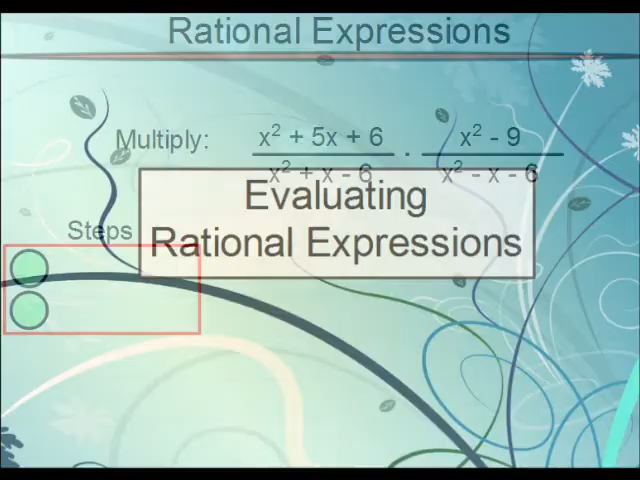 Rational Expressions
Multiply: x² + 5x + 6 / x² + x - 6 · x² - 9 / x² - x - 6
Evaluating
Steps
Rational Expressions